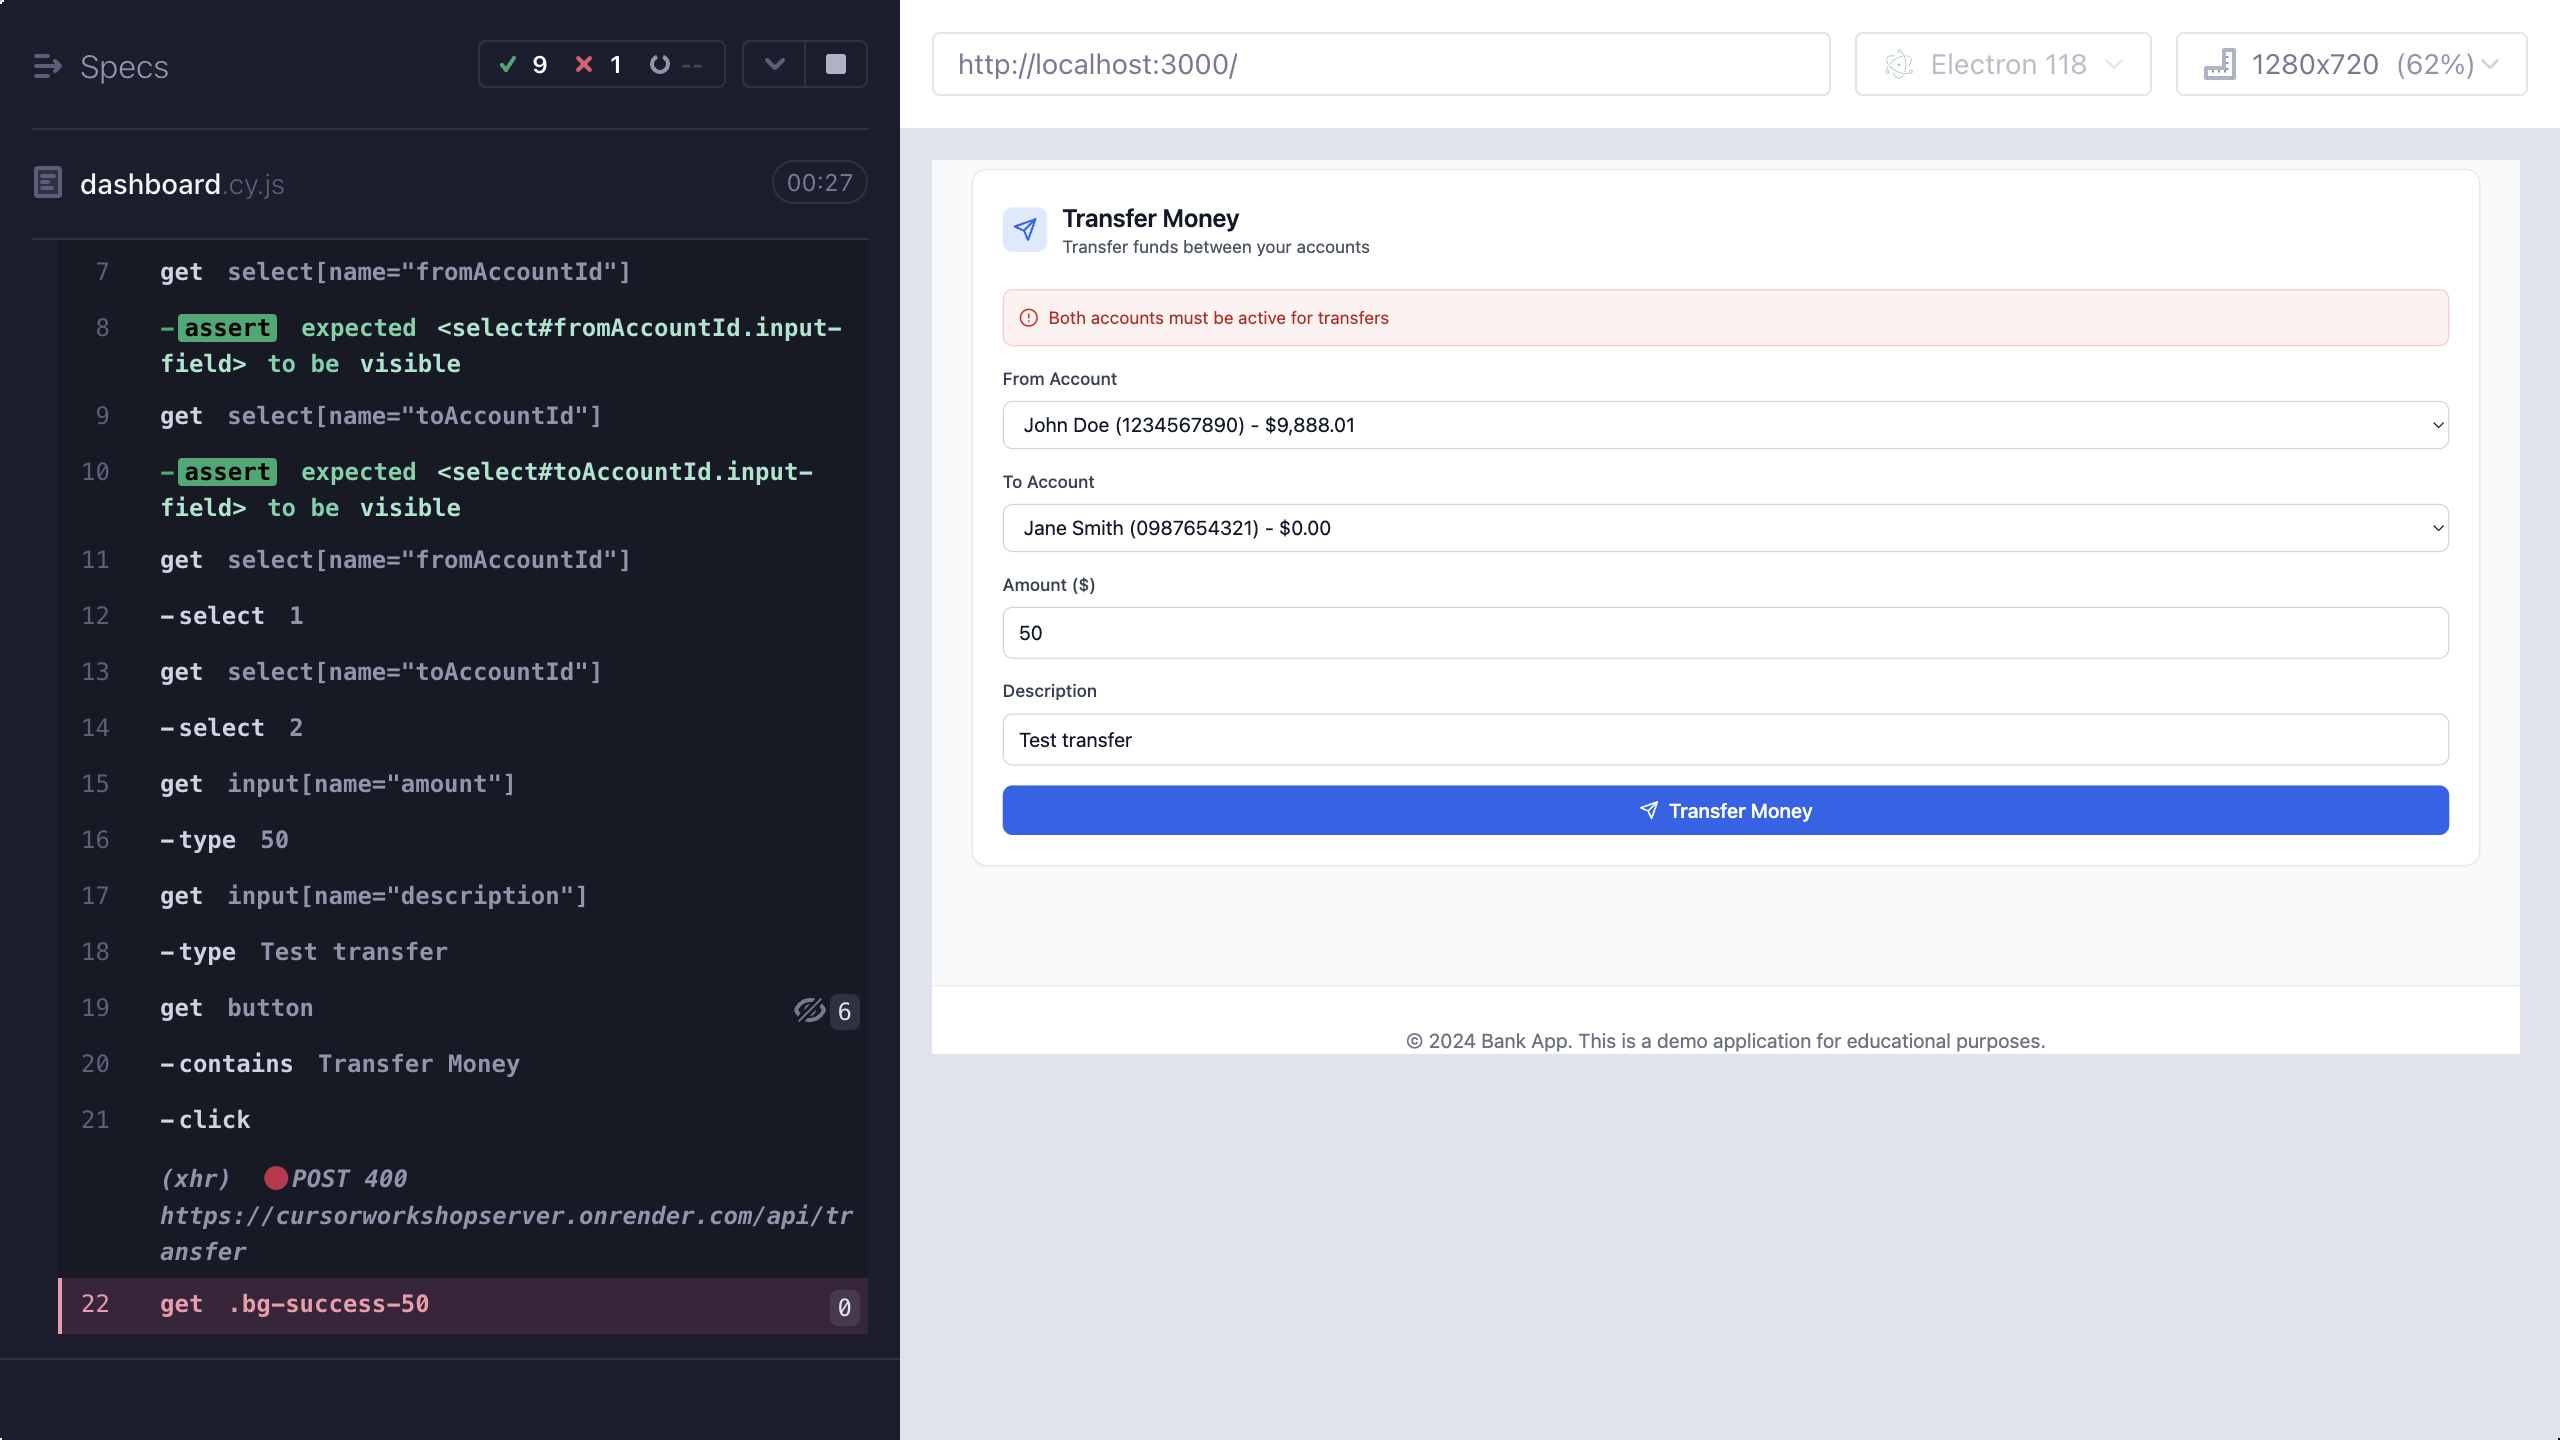 Specs
9 1 --
dashboard.cy.js
00:27
7 get select[name="fromAccountId"]
8 -assert expected <select#fromAccountId.input-
field> to be visible
9 get select[name="toAccountId"]
10 -assert expected <select#toAccountId.input-
field> to be visible
11 get select[name="fromAccountId"]
12 -select 1
13 get select[name="toAccountId"]
14 -select 2
15 get input[name="amount"]
16 -type 50
17 get input[name="description"]
18 -type Test transfer
19 get button 6
20 -contains Transfer Money
21 -click
(xhr) POST 400
https://cursorworkshopserver.onrender.com/api/tr
ansfer
22 get .bg-success-50 0
http://localhost:3000/
Electron 118
1280x720 (62%)
Transfer Money
Transfer funds between your accounts
Both accounts must be active for transfers
From Account
John Doe (1234567890) - $9,888.01
To Account
Jane Smith (0987654321) - $0.00
Amount ($)
50
Description
Test transfer
Transfer Money
© 2024 Bank App. This is a demo application for educational purposes.